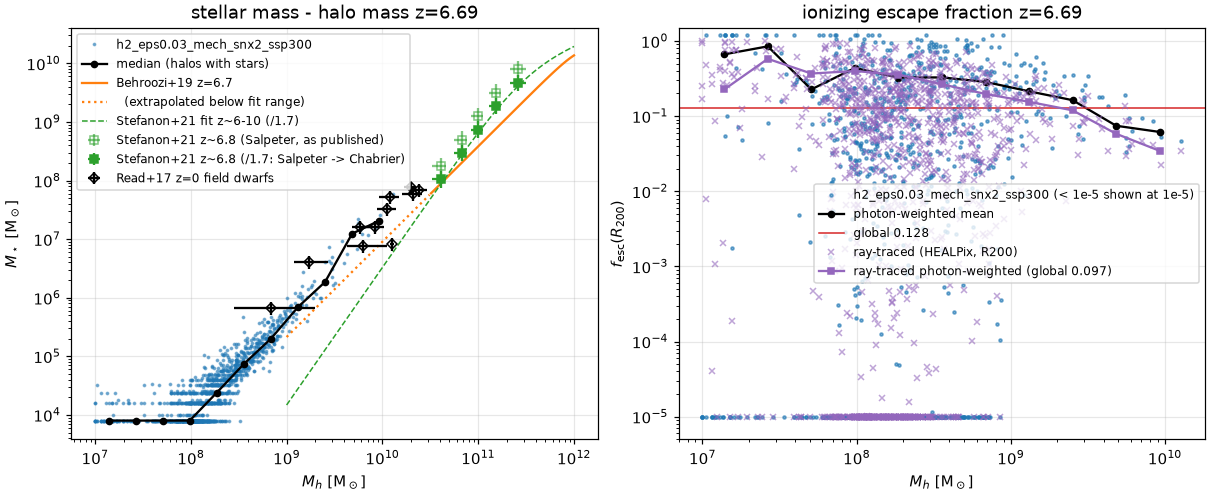 stellar mass - halo mass z=6.69
h2_eps0.03_mech_snx2_ssp300
median (halos with stars)
Behroozi+19 z=6.7
(extrapolated below fit range)
Stefanon+21 fit z~6-10 (/1.7)
Stefanon+21 z~6.8 (Salpeter, as published)
Stefanon+21 z~6.8 (/1.7: Salpeter -> Chabrier)
Read+17 z=0 field dwarfs
M⋆ [M⊙]
10^10
10^9
10^8
10^7
10^6
10^5
10^4
10^7 10^8 10^9 10^10 10^11 10^12
M_h [M⊙]
ionizing escape fraction z=6.69
h2_eps0.03_mech_snx2_ssp300 (< 1e-5 shown at 1e-5)
photon-weighted mean
global 0.128
ray-traced (HEALPix, R200)
ray-traced photon-weighted (global 0.097)
f_esc(R_200)
10^0
10^−1
10^−2
10^−3
10^−4
10^−5
10^7 10^8 10^9 10^10
M_h [M⊙]